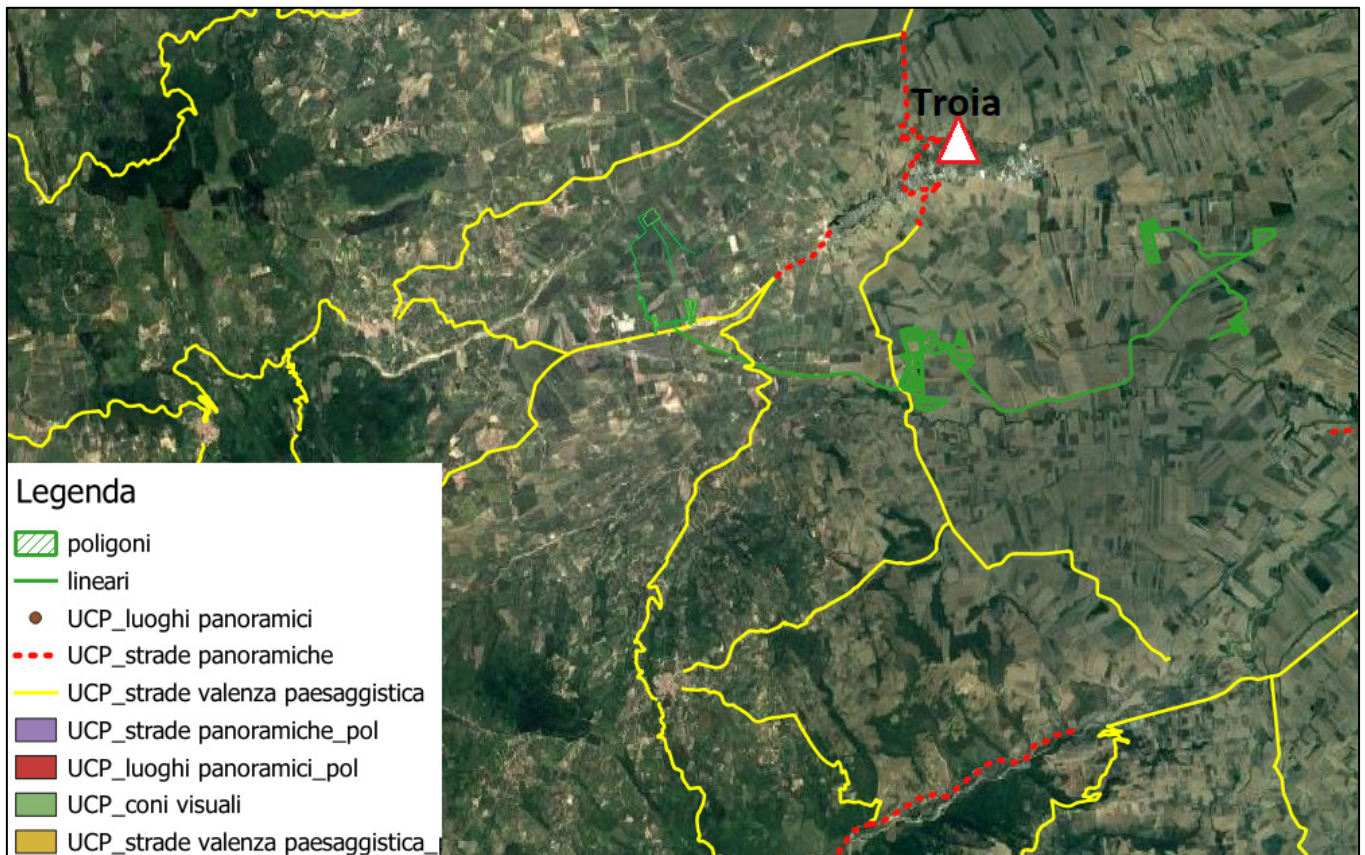 Troia
Legenda
poligoni
lineari
UCP_luoghi panoramici
UCP_strade panoramiche
UCP_strade valenza paesaggistica
UCP_strade panoramiche_pol
UCP_luoghi panoramici_pol
UCP_coni visuali
UCP_strade valenza paesaggistica_